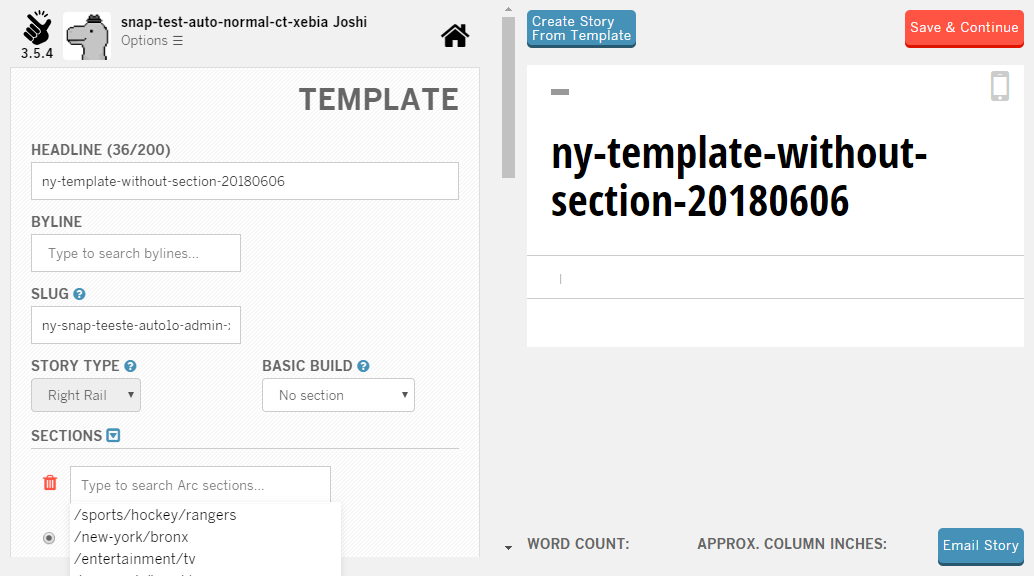 snap-test-auto-normal-ct-xebia Joshi
Options ☰
3.5.4
TEMPLATE
HEADLINE (36/200)
ny-template-without-section-20180606
BYLINE
Type to search bylines...
SLUG
ny-snap-teeste-auto1o-admin-
STORY TYPE
Right Rail
BASIC BUILD
No section
SECTIONS
Type to search Arc sections...
/sports/hockey/rangers
/new-york/bronx
/entertainment/tv
Create Story
From Template
Save & Continue
ny-template-without-
section-20180606
WORD COUNT:
APPROX. COLUMN INCHES:
Email Story